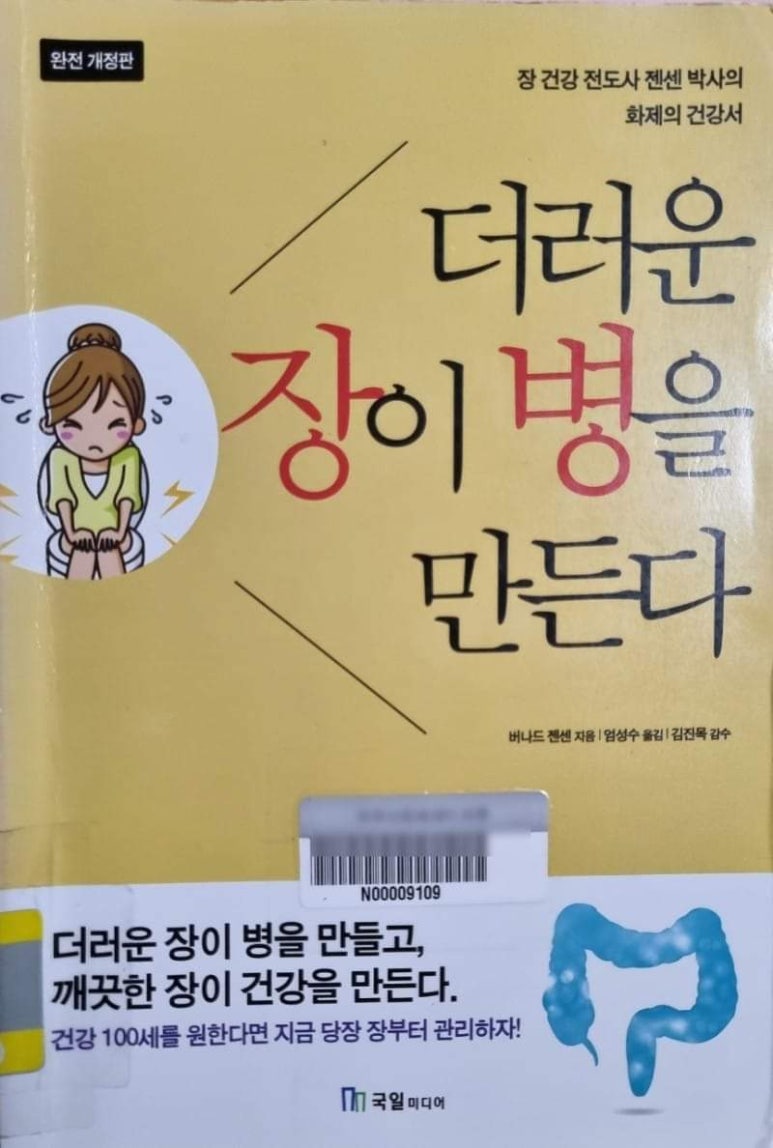 완전 개정판
장 건강 전도사 젠센 박사의
화제의 건강서
더러운
장이 병을
만든다
버나드 젠센 지음 | 엄성수 옮김 | 김진목 감수
N00009109
더러운 장이 병을 만들고,
깨끗한 장이 건강을 만든다.
건강 100세를 원한다면 지금 당장 장부터 관리하자!
국일미디어